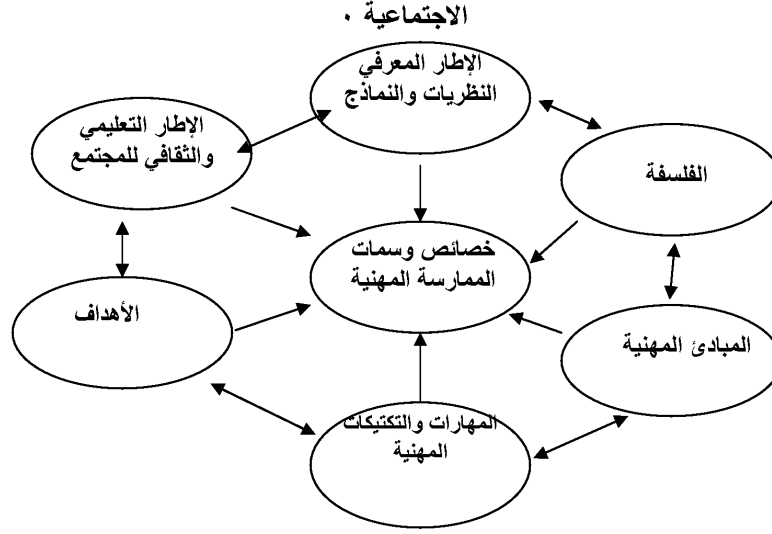 الاجتماعية ٠
الإطار المعرفي
النظريات والنماذج
الإطار التعليمي
والثقافي للمجتمع
الفلسفة
خصائص وسمات
الممارسة المهنية
الأهداف
المبادئ المهنية
المهارات والتكتيكات
المهنية